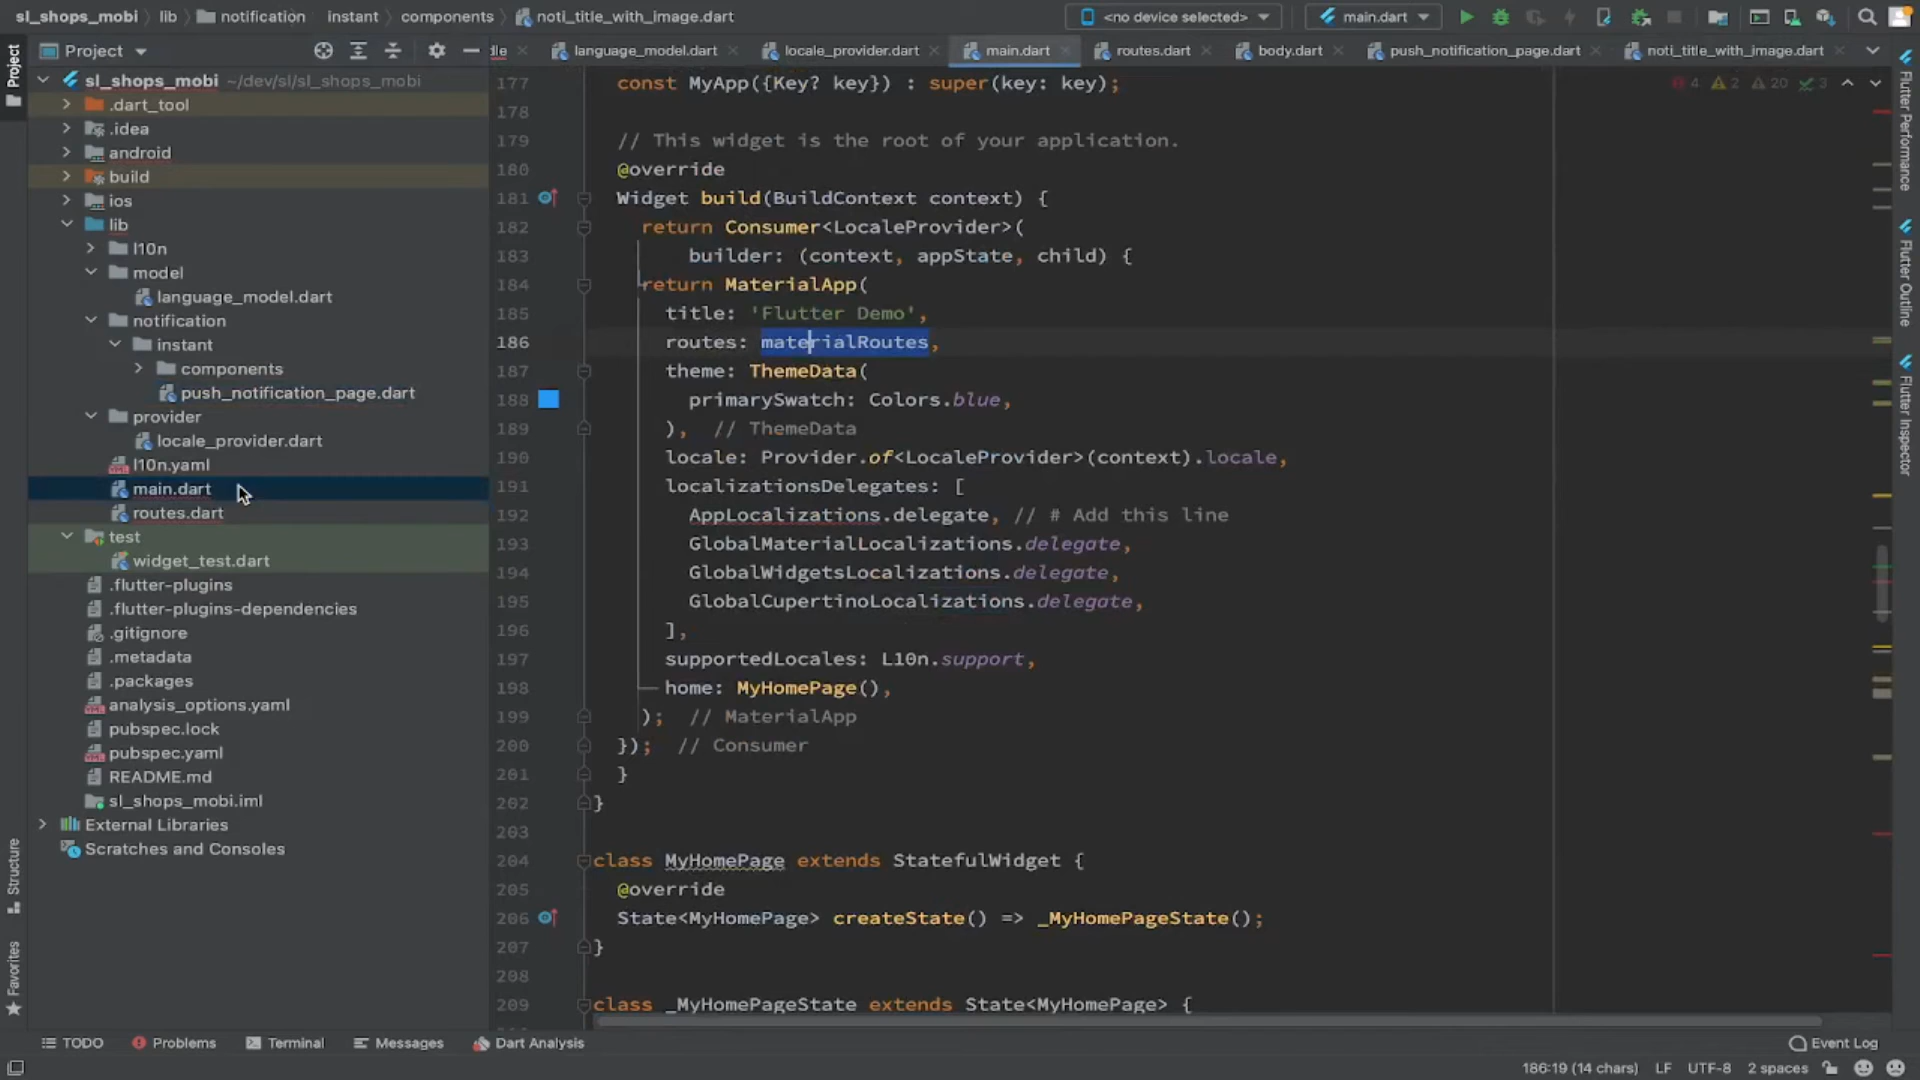 sl_shops_mobi lib notification instant components noti_title_with_image.dart <no device selected> main.dart
Project dle language_model.dart locale_provider.dart main.dart routes.dart body.dart push_notification_page.dart noti_title_with_image.dart
Project
Structure
Favorites
sl_shops_mobi ~/dev/sl/sl_shops_mobi
.dart_tool
.idea
android
build
ios
lib
l10n
model
language_model.dart
notification
instant
components
push_notification_page.dart
provider
locale_provider.dart
l10n.yaml
main.dart
routes.dart
test
widget_test.dart
.flutter-plugins
.flutter-plugins-dependencies
.gitignore
.metadata
.packages
analysis_options.yaml
pubspec.lock
pubspec.yaml
README.md
sl_shops_mobi.iml
External Libraries
Scratches and Consoles
4 2 20 3
177 const MyApp({Key? key}) : super(key: key);
178
179 // This widget is the root of your application.
180 @override
181 Widget build(BuildContext context) {
182 return Consumer<LocaleProvider>(
183 builder: (context, appState, child) {
184 return MaterialApp(
185 title: 'Flutter Demo',
186 routes: materialRoutes,
187 theme: ThemeData(
188 primarySwatch: Colors.blue,
189 ), // ThemeData
190 locale: Provider.of<LocaleProvider>(context).locale,
191 localizationsDelegates: [
192 AppLocalizations.delegate, // # Add this line
193 GlobalMaterialLocalizations.delegate,
194 GlobalWidgetsLocalizations.delegate,
195 GlobalCupertinoLocalizations.delegate,
196 ],
197 supportedLocales: L10n.support,
198 home: MyHomePage(),
199 ); // MaterialApp
200 }); // Consumer
201 }
202 }
203
204 class MyHomePage extends StatefulWidget {
205 @override
206 State<MyHomePage> createState() => _MyHomePageState();
207 }
208
209 class _MyHomePageState extends State<MyHomePage> {
Flutter Performance
Flutter Outline
Flutter Inspector
TODO Problems Terminal Messages Dart Analysis Event Log
186:19 (14 chars) LF UTF-8 2 spaces